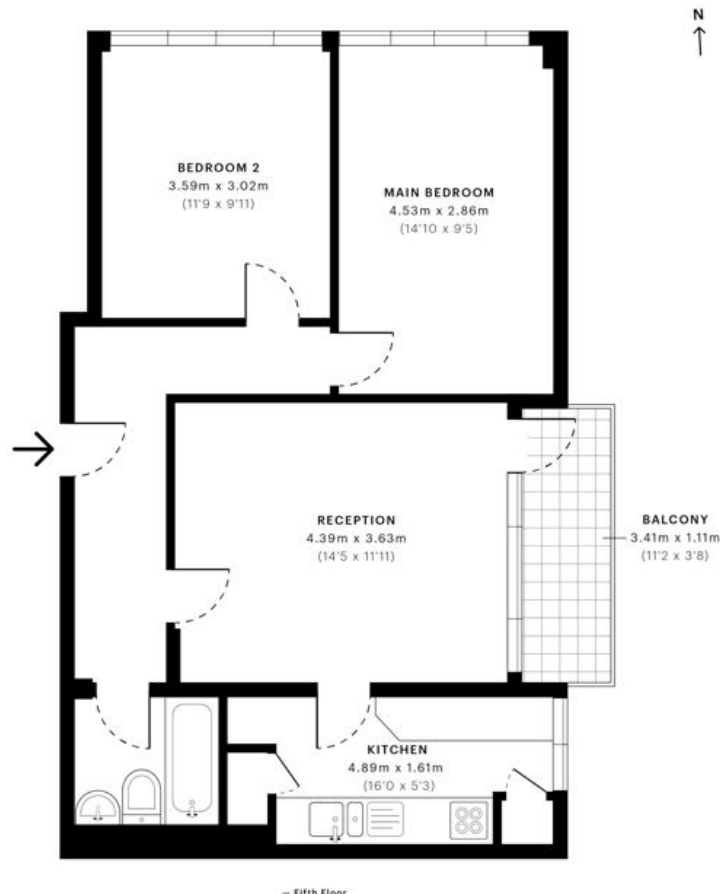 N
BEDROOM 2
3.59m x 3.02m
(11'9 x 9'11)
MAIN BEDROOM
4.53m x 2.86m
(14'10 x 9'5)
RECEPTION
4.39m x 3.63m
(14'5 x 11'11)
BALCONY
3.41m x 1.11m
(11'2 x 3'8)
KITCHEN
4.89m x 1.61m
(16'0 x 5'3)
— Fifth Floor